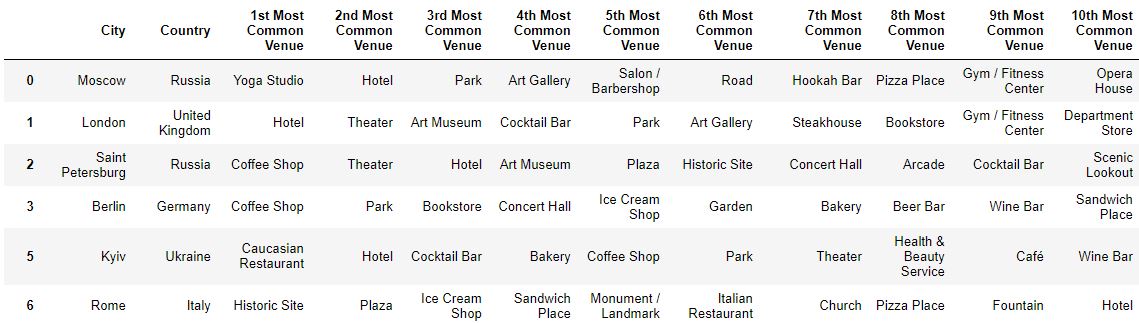 City Country 1st Most Common Venue 2nd Most Common Venue 3rd Most Common Venue 4th Most Common Venue 5th Most Common Venue 6th Most Common Venue 7th Most Common Venue 8th Most Common Venue 9th Most Common Venue 10th Most Common Venue
0 Moscow Russia Yoga Studio Hotel Park Art Gallery Salon / Barbershop Road Hookah Bar Pizza Place Gym / Fitness Center Opera House
1 London United Kingdom Hotel Theater Art Museum Cocktail Bar Park Art Gallery Steakhouse Bookstore Gym / Fitness Center Department Store
2 Saint Petersburg Russia Coffee Shop Theater Hotel Art Museum Plaza Historic Site Concert Hall Arcade Cocktail Bar Scenic Lookout
3 Berlin Germany Coffee Shop Park Bookstore Concert Hall Ice Cream Shop Garden Bakery Beer Bar Wine Bar Sandwich Place
5 Kyiv Ukraine Caucasian Restaurant Hotel Cocktail Bar Bakery Coffee Shop Park Theater Health & Beauty Service Café Wine Bar
6 Rome Italy Historic Site Plaza Ice Cream Shop Sandwich Place Monument / Landmark Italian Restaurant Church Pizza Place Fountain Hotel